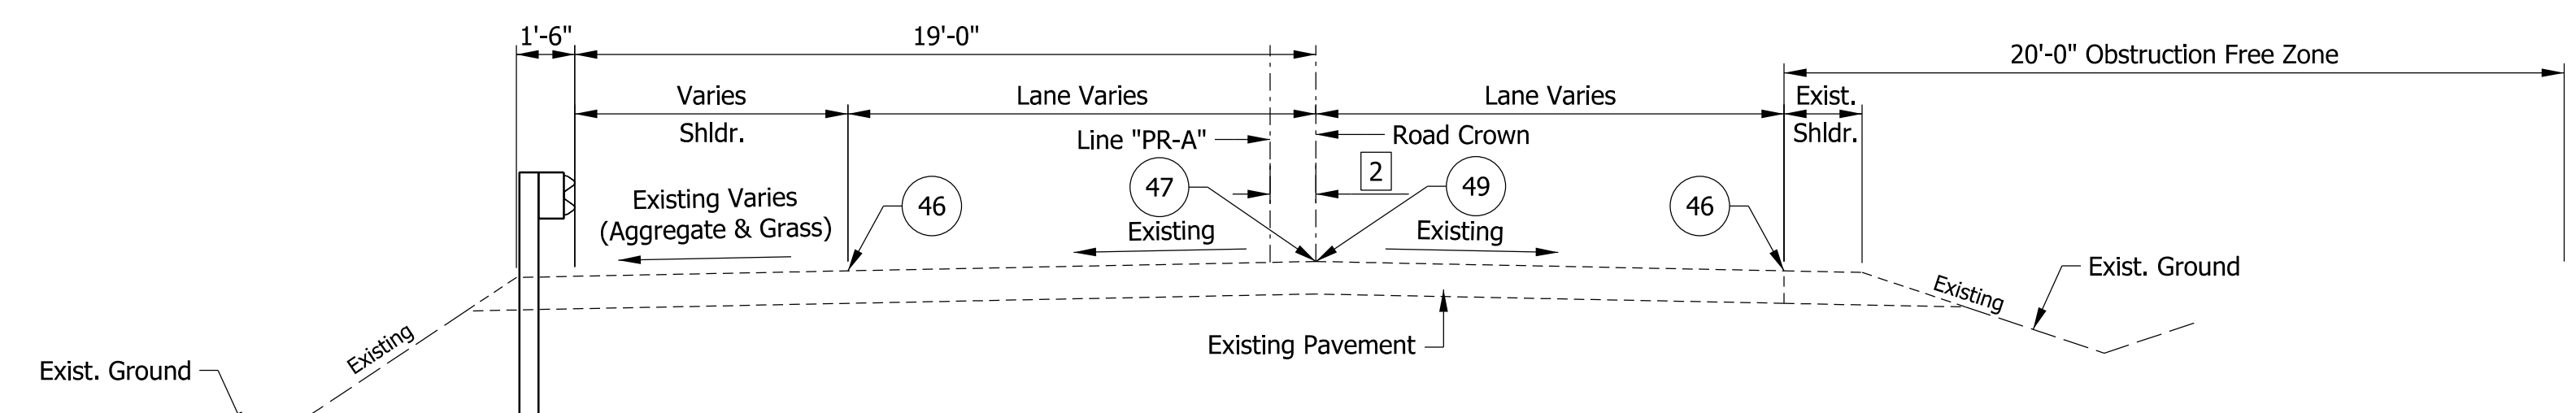 1'-6"
19'-0"
20'-0" Obstruction Free Zone
Varies
Shldr.
Lane Varies
Lane Varies
Exist.
Shldr.
Line "PR-A"
Road Crown
2
47
49
46
46
Existing Varies
(Aggregate & Grass)
Existing
Existing
Existing
Exist. Ground
Existing
Existing Pavement
Exist. Ground